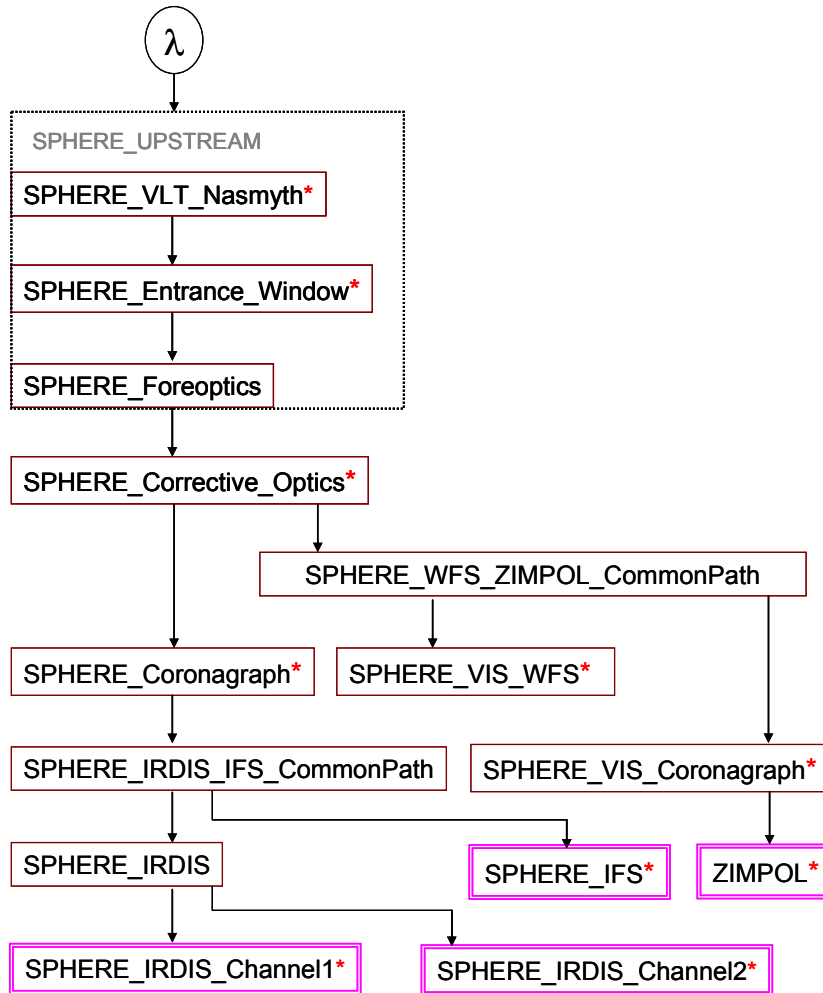 λ
SPHERE_UPSTREAM
SPHERE_VLT_Nasmyth*
SPHERE_Entrance_Window*
SPHERE_Foreoptics
SPHERE_Corrective_Optics*
SPHERE_WFS_ZIMPOL_CommonPath
SPHERE_Coronagraph*
SPHERE_VIS_WFS*
SPHERE_IRDIS_IFS_CommonPath
SPHERE_VIS_Coronagraph*
SPHERE_IRDIS
SPHERE_IFS*
ZIMPOL*
SPHERE_IRDIS_Channel1*
SPHERE_IRDIS_Channel2*